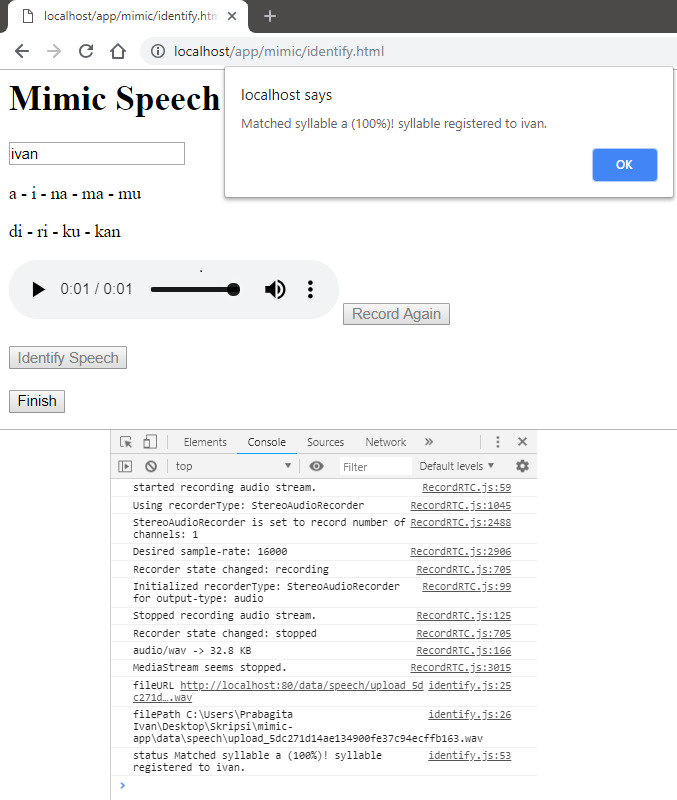 localhost/app/mimic/identify.htm
localhost/app/mimic/identify.html
Mimic Speech
localhost says
Matched syllable a (100%)! syllable registered to ivan.
OK
ivan
a - i - na - ma - mu
di - ri - ku - kan
0:01 / 0:01
Record Again
Identify Speech
Finish
Elements Console Sources Network »
top Filter Default levels
started recording audio stream. RecordRTC.js:59
Using recorderType: StereoAudioRecorder RecordRTC.js:1045
StereoAudioRecorder is set to record number of RecordRTC.js:2488
channels: 1
Desired sample-rate: 16000 RecordRTC.js:2906
Recorder state changed: recording RecordRTC.js:705
Initialized recorderType: StereoAudioRecorder RecordRTC.js:99
for output-type: audio
Stopped recording audio stream. RecordRTC.js:125
Recorder state changed: stopped RecordRTC.js:705
audio/wav -> 32.8 KB RecordRTC.js:166
MediaStream seems stopped. RecordRTC.js:3015
fileURL http://localhost:80/data/speech/upload_5d identify.js:25
c271d….wav
filePath C:\Users\Prabagita identify.js:26
Ivan\Desktop\Skripsi\mimic-
app\data\speech\upload_5dc271d14ae134900fe37c94ecffb163.wav
status Matched syllable a (100%)! syllable identify.js:53
registered to ivan.